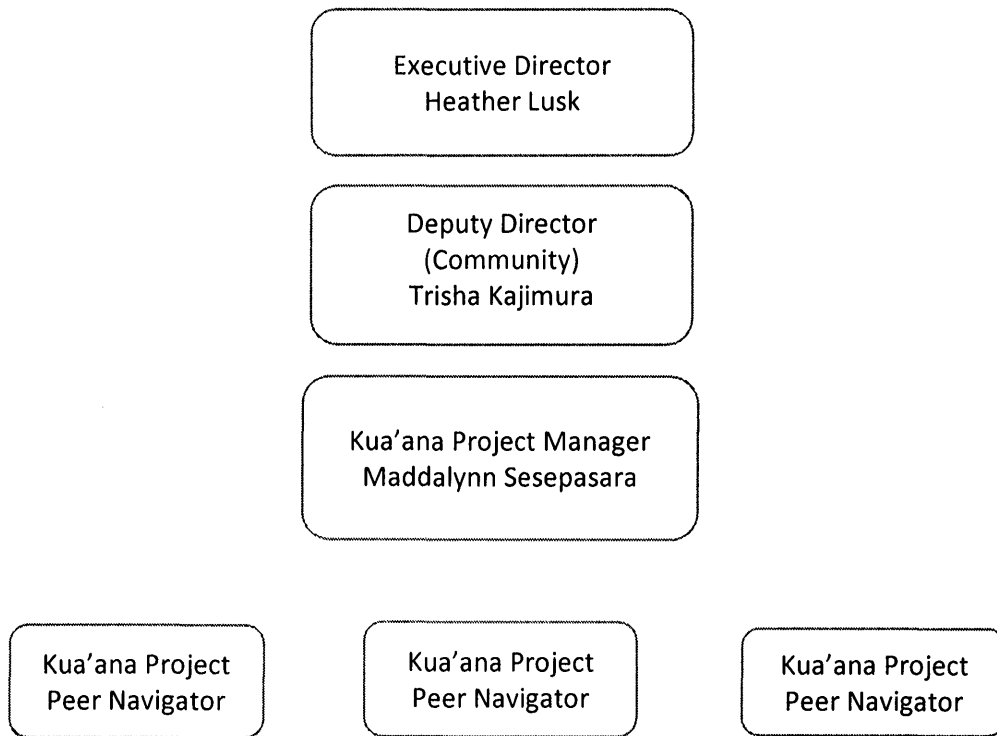 Executive Director
Heather Lusk
Deputy Director
(Community)
Trisha Kajimura
Kua’ana Project Manager
Maddalynn Sesepasara
Kua’ana Project
Peer Navigator
Kua’ana Project
Peer Navigator
Kua’ana Project
Peer Navigator